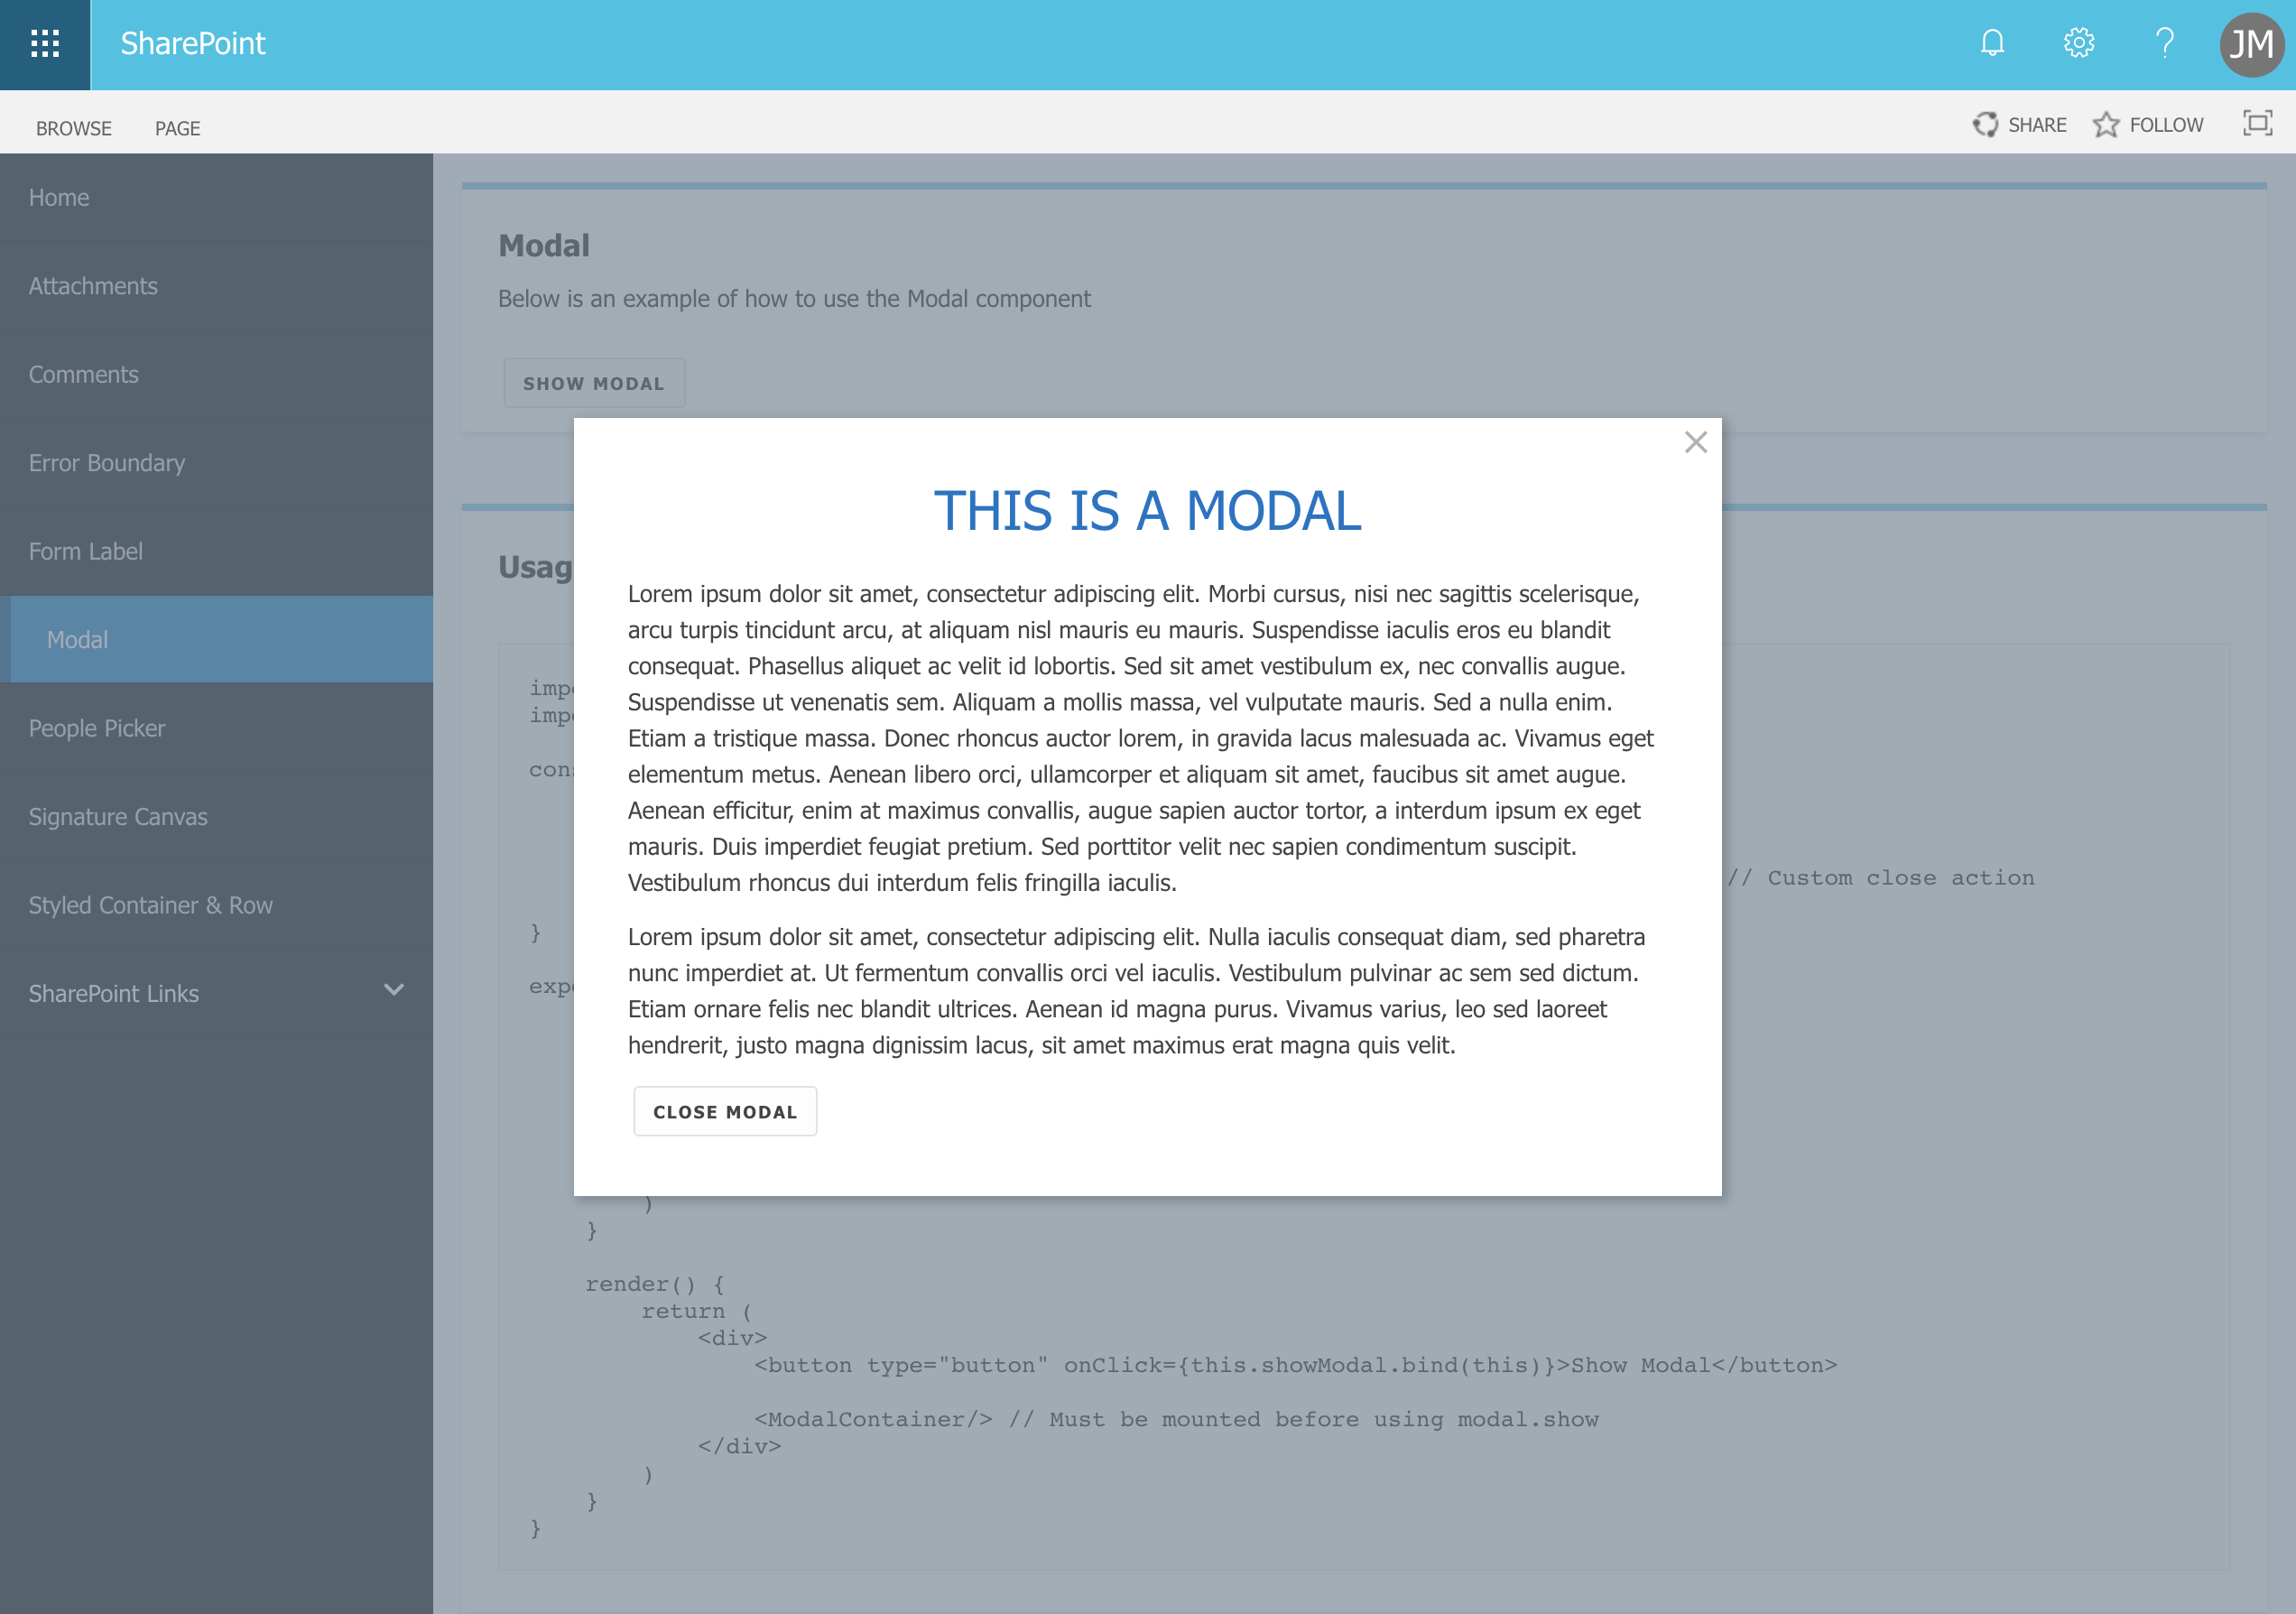 SharePoint
JM
BROWSE PAGE
SHARE FOLLOW
Home
Attachments
Comments
Error Boundary
Form Label
Modal
People Picker
Signature Canvas
Styled Container & Row
SharePoint Links
Modal
Below is an example of how to use the Modal component
SHOW MODAL
THIS IS A MODAL
Lorem ipsum dolor sit amet, consectetur adipiscing elit. Morbi cursus, nisi nec sagittis scelerisque,
arcu turpis tincidunt arcu, at aliquam nisl mauris eu mauris. Suspendisse iaculis eros eu blandit
consequat. Phasellus aliquet ac velit id lobortis. Sed sit amet vestibulum ex, nec convallis augue.
Suspendisse ut venenatis sem. Aliquam a mollis massa, vel vulputate mauris. Sed a nulla enim.
Etiam a tristique massa. Donec rhoncus auctor lorem, in gravida lacus malesuada ac. Vivamus eget
elementum metus. Aenean libero orci, ullamcorper et aliquam sit amet, faucibus sit amet augue.
Aenean efficitur, enim at maximus convallis, augue sapien auctor tortor, a interdum ipsum ex eget
mauris. Duis imperdiet feugiat pretium. Sed porttitor velit nec sapien condimentum suscipit.
Vestibulum rhoncus dui interdum felis fringilla iaculis.
Lorem ipsum dolor sit amet, consectetur adipiscing elit. Nulla iaculis consequat diam, sed pharetra
nunc imperdiet at. Ut fermentum convallis orci vel iaculis. Vestibulum pulvinar ac sem sed dictum.
Etiam ornare felis nec blandit ultrices. Aenean id magna purus. Vivamus varius, leo sed laoreet
hendrerit, justo magna dignissim lacus, sit amet maximus erat magna quis velit.
CLOSE MODAL
// Custom close action
}
)
}
render() {
return (
<div>
<button type="button" onClick={this.showModal.bind(this)}>Show Modal</button>
<ModalContainer/> // Must be mounted before using modal.show
</div>
)
}
}